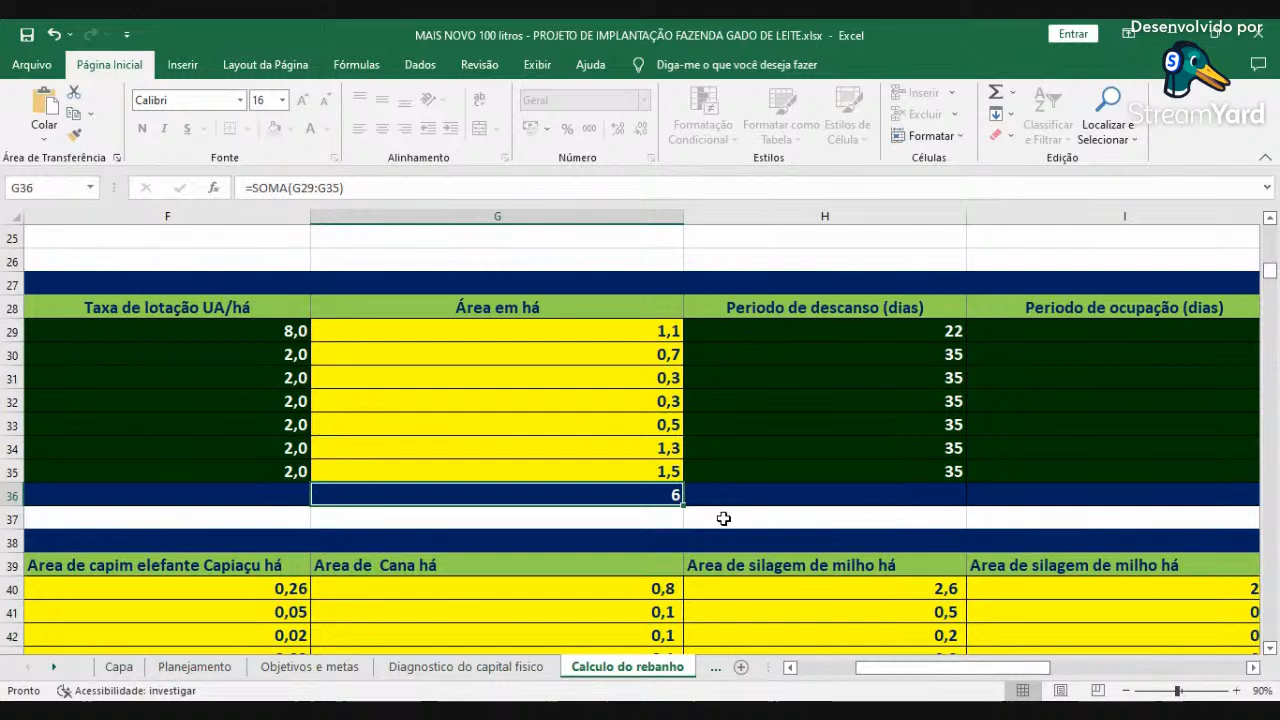 MAIS NOVO 100 litros - PROJETO DE IMPLANTAÇÃO FAZENDA GADO DE LEITE.xlsx - Excel
Entrar
Desenvolvido por
StreamYard
Arquivo Página Inicial Inserir Layout da Página Fórmulas Dados Revisão Exibir Ajuda Diga-me o que você deseja fazer
Colar
Calibri 16
N I S
Geral
% 000
Formatação Condicional
Formatar como Tabela
Estilos de Célula
Inserir
Excluir
Formatar
Classificar e Filtrar
Localizar e Selecionar
Área de Transferência Fonte Alinhamento Número Estilos Células Edição
G36 fx =SOMA(G29:G35)
F G H I
25
26
27
28 Taxa de lotação UA/há Área em há Periodo de descanso (dias) Periodo de ocupação (dias)
29 8,0 1,1 22
30 2,0 0,7 35
31 2,0 0,3 35
32 2,0 0,3 35
33 2,0 0,5 35
34 2,0 1,3 35
35 2,0 1,5 35
36 6
37
38
39 Area de capim elefante Capiaçu há Area de Cana há Area de silagem de milho há Area de silagem de milho há
40 0,26 0,8 2,6 2
41 0,05 0,1 0,5 0
42 0,02 0,1 0,2 0
Capa Planejamento Objetivos e metas Diagnostico do capital fisico Calculo do rebanho ...
Pronto Acessibilidade: investigar 90%